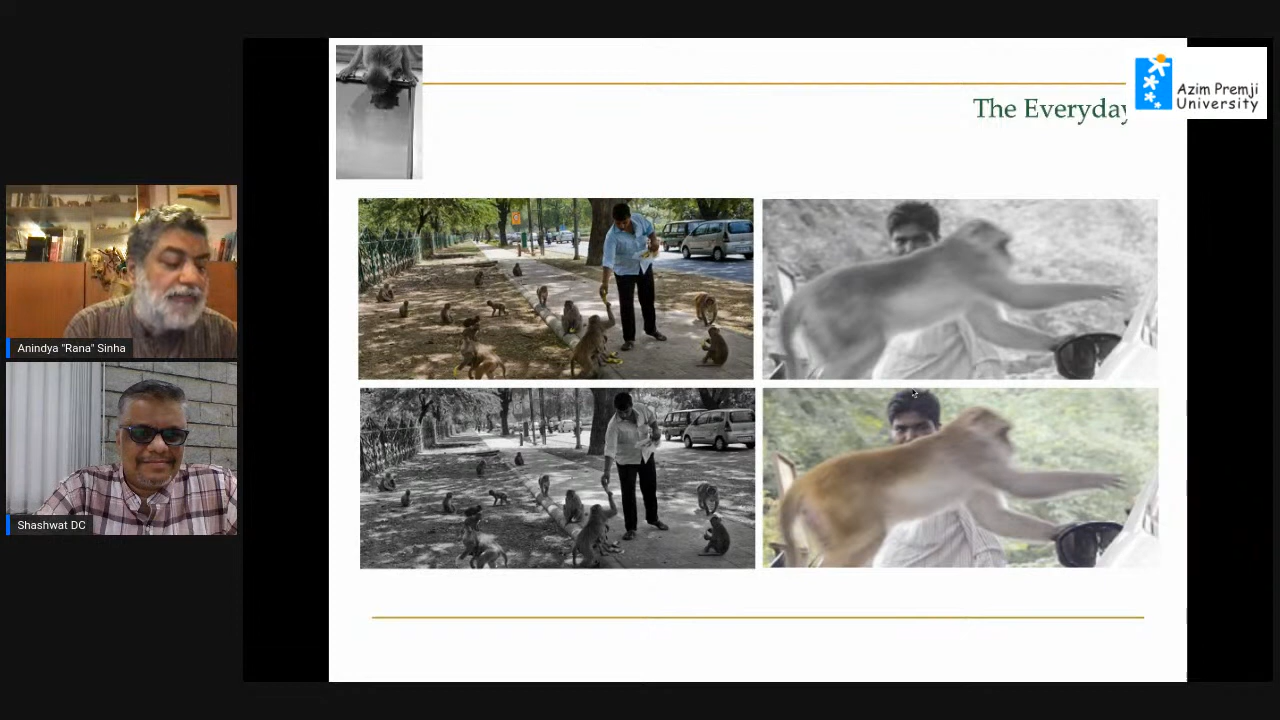 The Everyday
Azim Premji
University
Anindya "Rana" Sinha
Shashwat DC